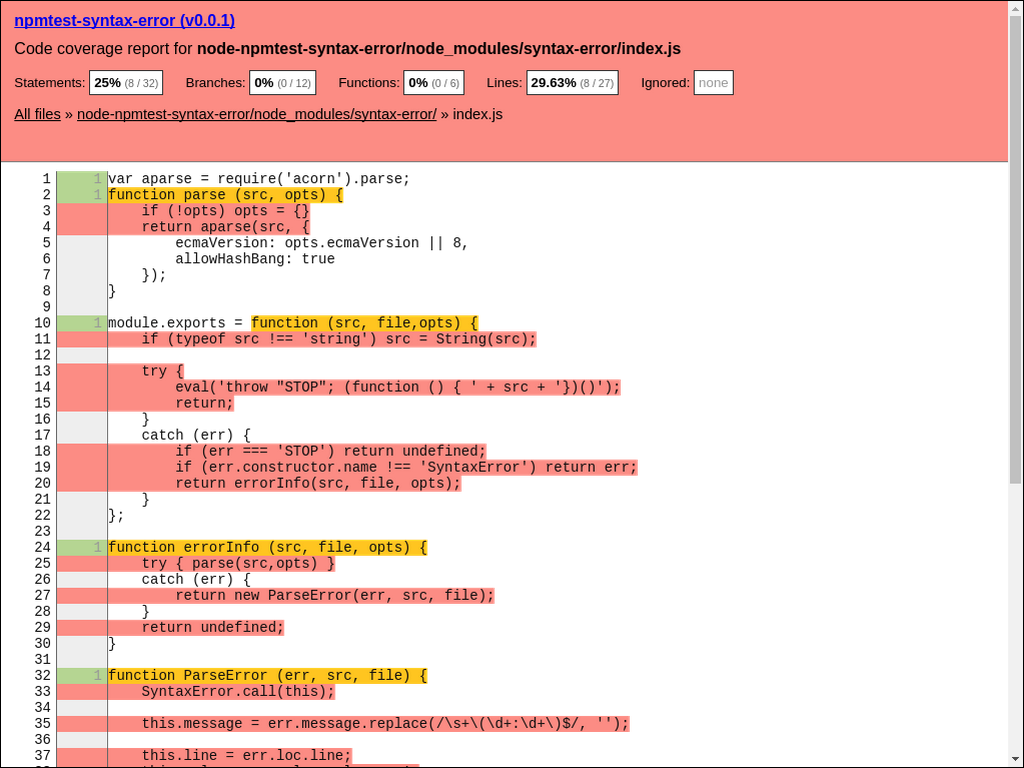 npmtest-syntax-error (v0.0.1)
Code coverage report for node-npmtest-syntax-error/node_modules/syntax-error/index.js
Statements: 25% (8 / 32) Branches: 0% (0 / 12) Functions: 0% (0 / 6) Lines: 29.63% (8 / 27) Ignored: none
All files » node-npmtest-syntax-error/node_modules/syntax-error/ » index.js
1 1 var aparse = require('acorn').parse;
2 1 function parse (src, opts) {
3     if (!opts) opts = {}
4     return aparse(src, {
5         ecmaVersion: opts.ecmaVersion || 8,
6         allowHashBang: true
7     });
8 }
9
10 1 module.exports = function (src, file,opts) {
11     if (typeof src !== 'string') src = String(src);
12
13     try {
14         eval('throw "STOP"; (function () { ' + src + '})()');
15         return;
16     }
17     catch (err) {
18         if (err === 'STOP') return undefined;
19         if (err.constructor.name !== 'SyntaxError') return err;
20         return errorInfo(src, file, opts);
21     }
22 };
23
24 1 function errorInfo (src, file, opts) {
25     try { parse(src,opts) }
26     catch (err) {
27         return new ParseError(err, src, file);
28     }
29     return undefined;
30 }
31
32 1 function ParseError (err, src, file) {
33     SyntaxError.call(this);
34
35     this.message = err.message.replace(/\s+\(\d+:\d+\)$/, '');
36
37     this.line = err.loc.line;